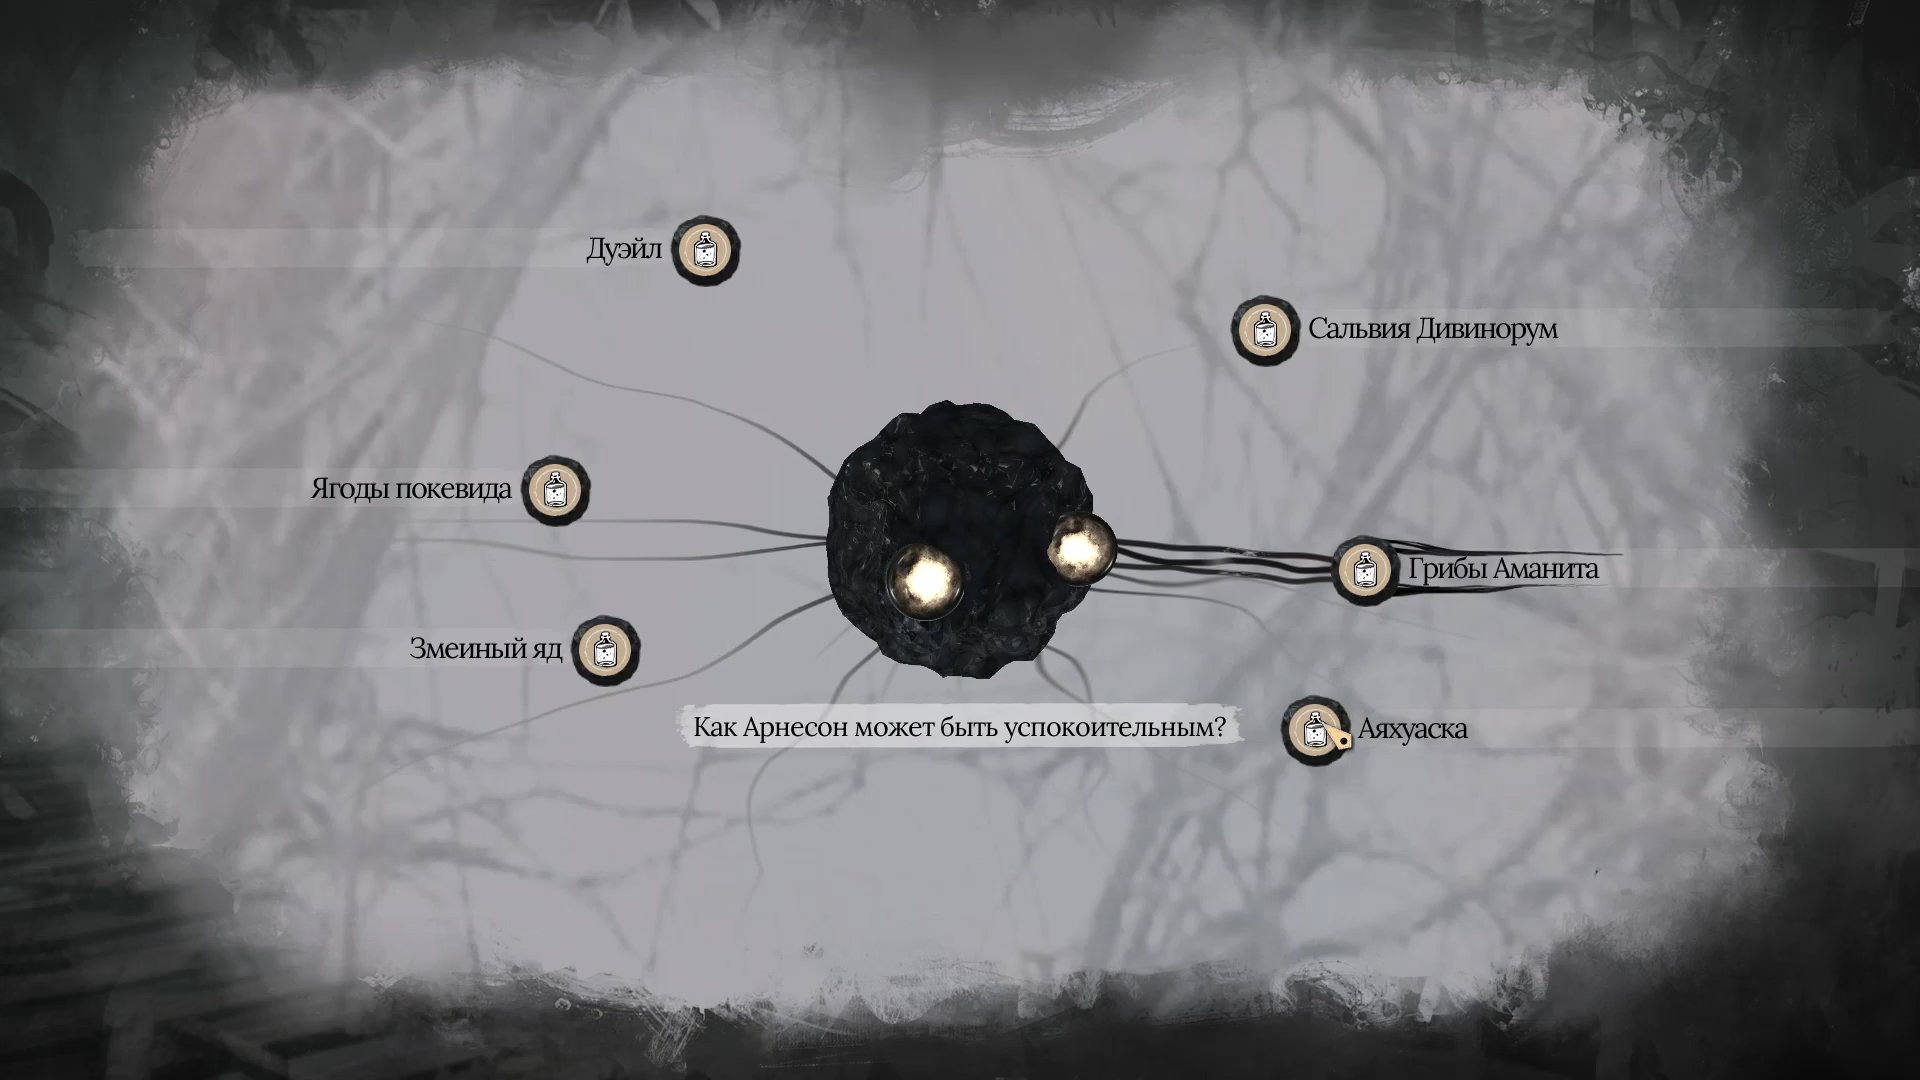 Дуэйл
Сальвия Дивинорум
Ягоды покевида
Грибы Аманита
Змеиный яд
Как Арнесон может быть успокоительным?
Аяхуаска